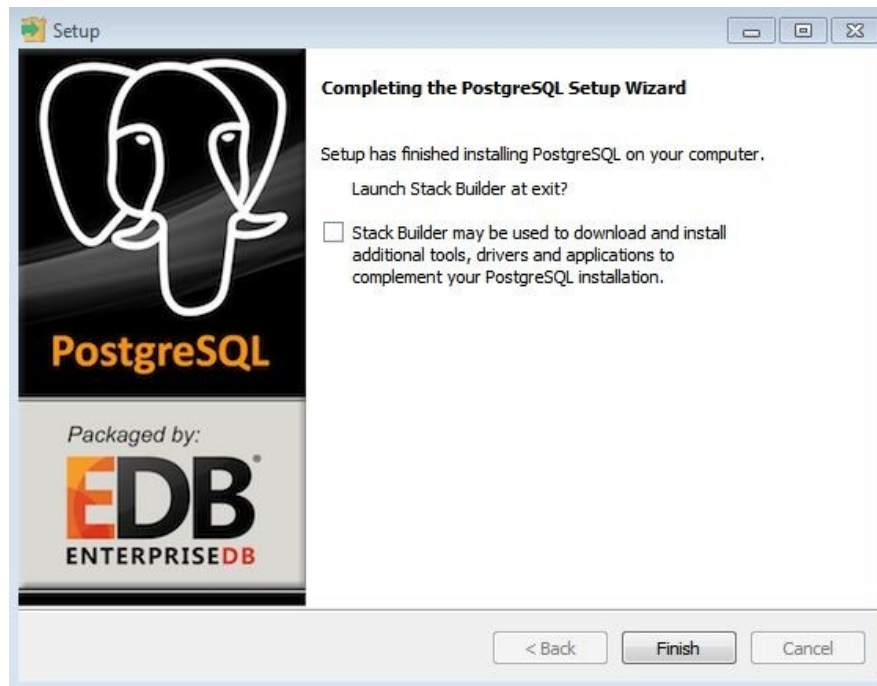 Setup
Completing the PostgreSQL Setup Wizard
Setup has finished installing PostgreSQL on your computer.
Launch Stack Builder at exit?
Stack Builder may be used to download and install
additional tools, drivers and applications to
complement your PostgreSQL installation.
PostgreSQL
Packaged by:
EDB
ENTERPRISEDB
< Back
Finish
Cancel